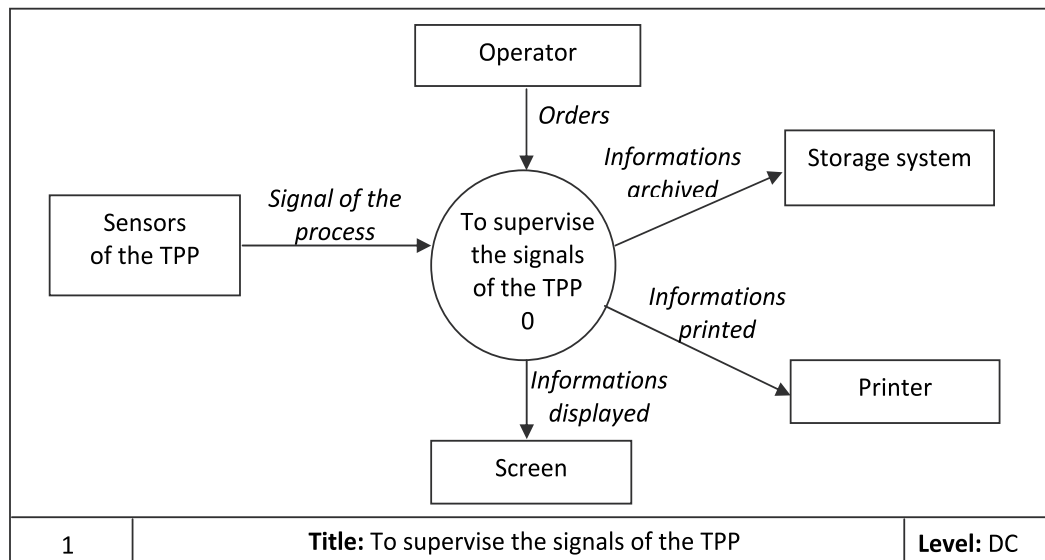 Operator
Orders
Informations
archived
Storage system
Signal of the
process
Sensors
of the TPP
To supervise
the signals
of the TPP
0
Informations
printed
Printer
Informations
displayed
Screen
1
Title: To supervise the signals of the TPP
Level: DC